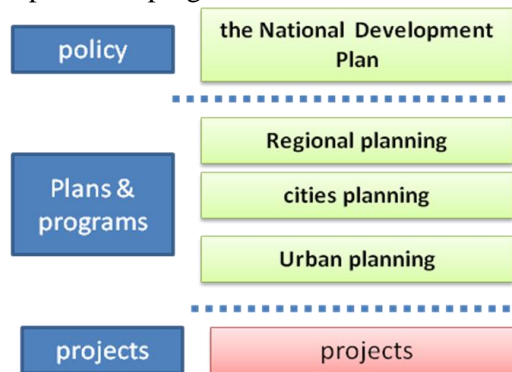 policy
the National Development
Plan
Regional planning
Plans &
programs
cities planning
Urban planning
projects
projects